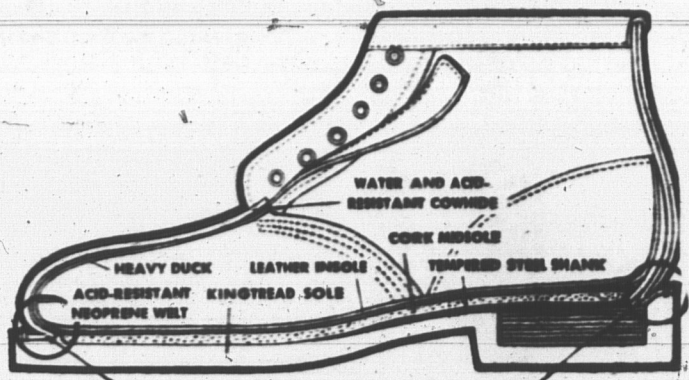 WATER AND ACID-
RESISTANT COWHIDE
CORK MIDSOLE
HEAVY DUCK
LEATHER INSOLE
TEMPERED STEEL SHANK
ACID-RESISTANT
NEOPRENE WELT
KINGTREAD SOLE